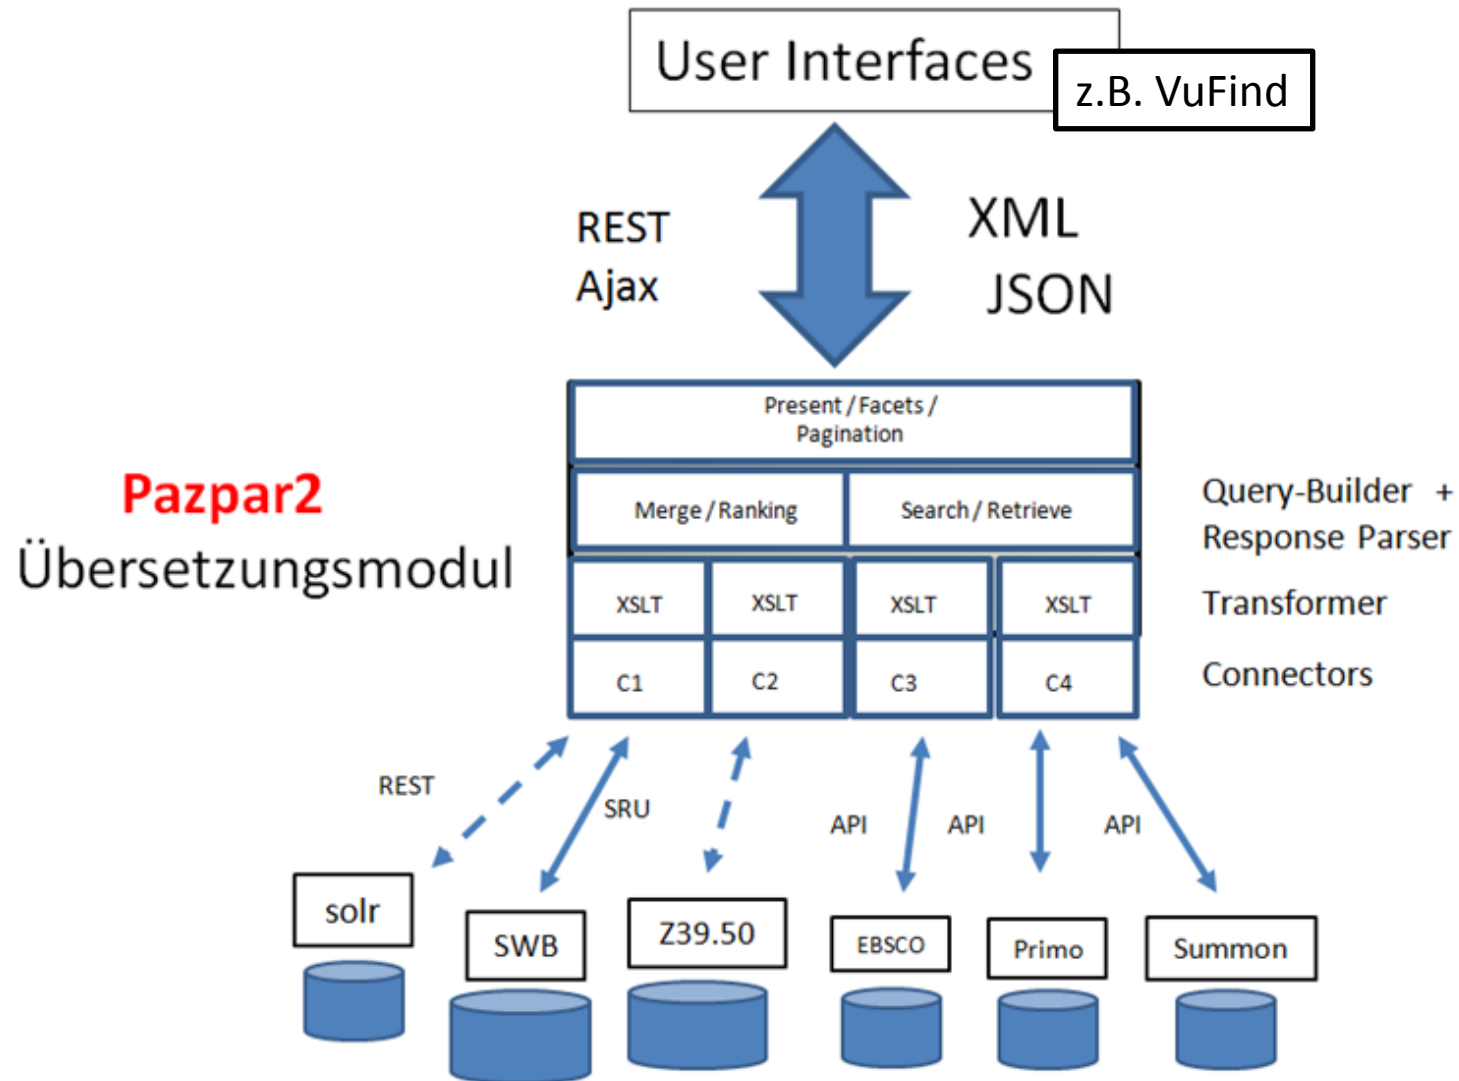 User Interfaces
z.B. VuFind
REST
Ajax
XML
JSON
Present / Facets /
Pagination
Pazpar2
Übersetzungsmodul
Merge / Ranking
Search / Retrieve
Query-Builder +
Response Parser
XSLT
XSLT
XSLT
XSLT
Transformer
C1
C2
C3
C4
Connectors
REST
SRU
API
API
API
solr
SWB
Z39.50
EBSCO
Primo
Summon